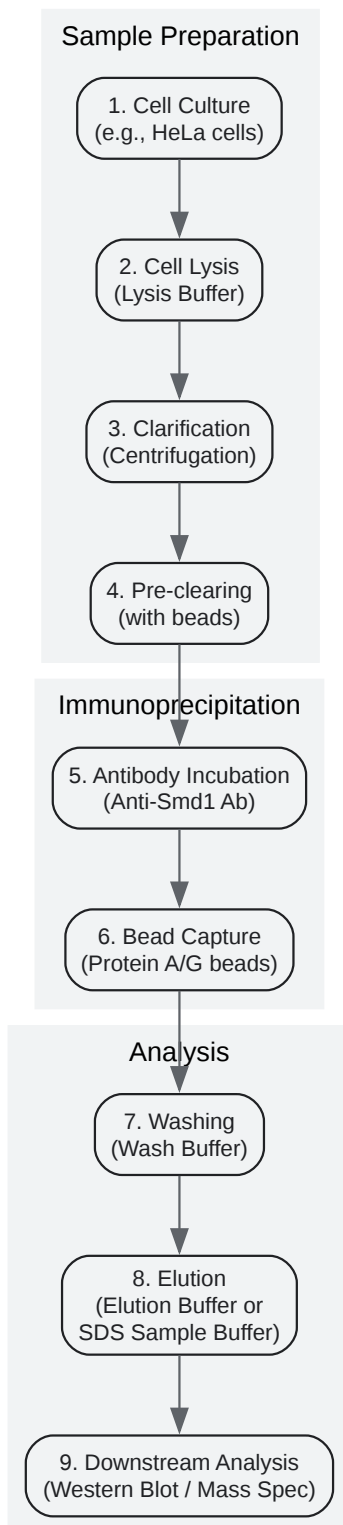 Sample Preparation
1. Cell Culture
(e.g., HeLa cells)
2. Cell Lysis
(Lysis Buffer)
3. Clarification
(Centrifugation)
4. Pre-clearing
(with beads)
Immunoprecipitation
5. Antibody Incubation
(Anti-Smd1 Ab)
6. Bead Capture
(Protein A/G beads)
Analysis
7. Washing
(Wash Buffer)
8. Elution
(Elution Buffer or
SDS Sample Buffer)
9. Downstream Analysis
(Western Blot / Mass Spec)